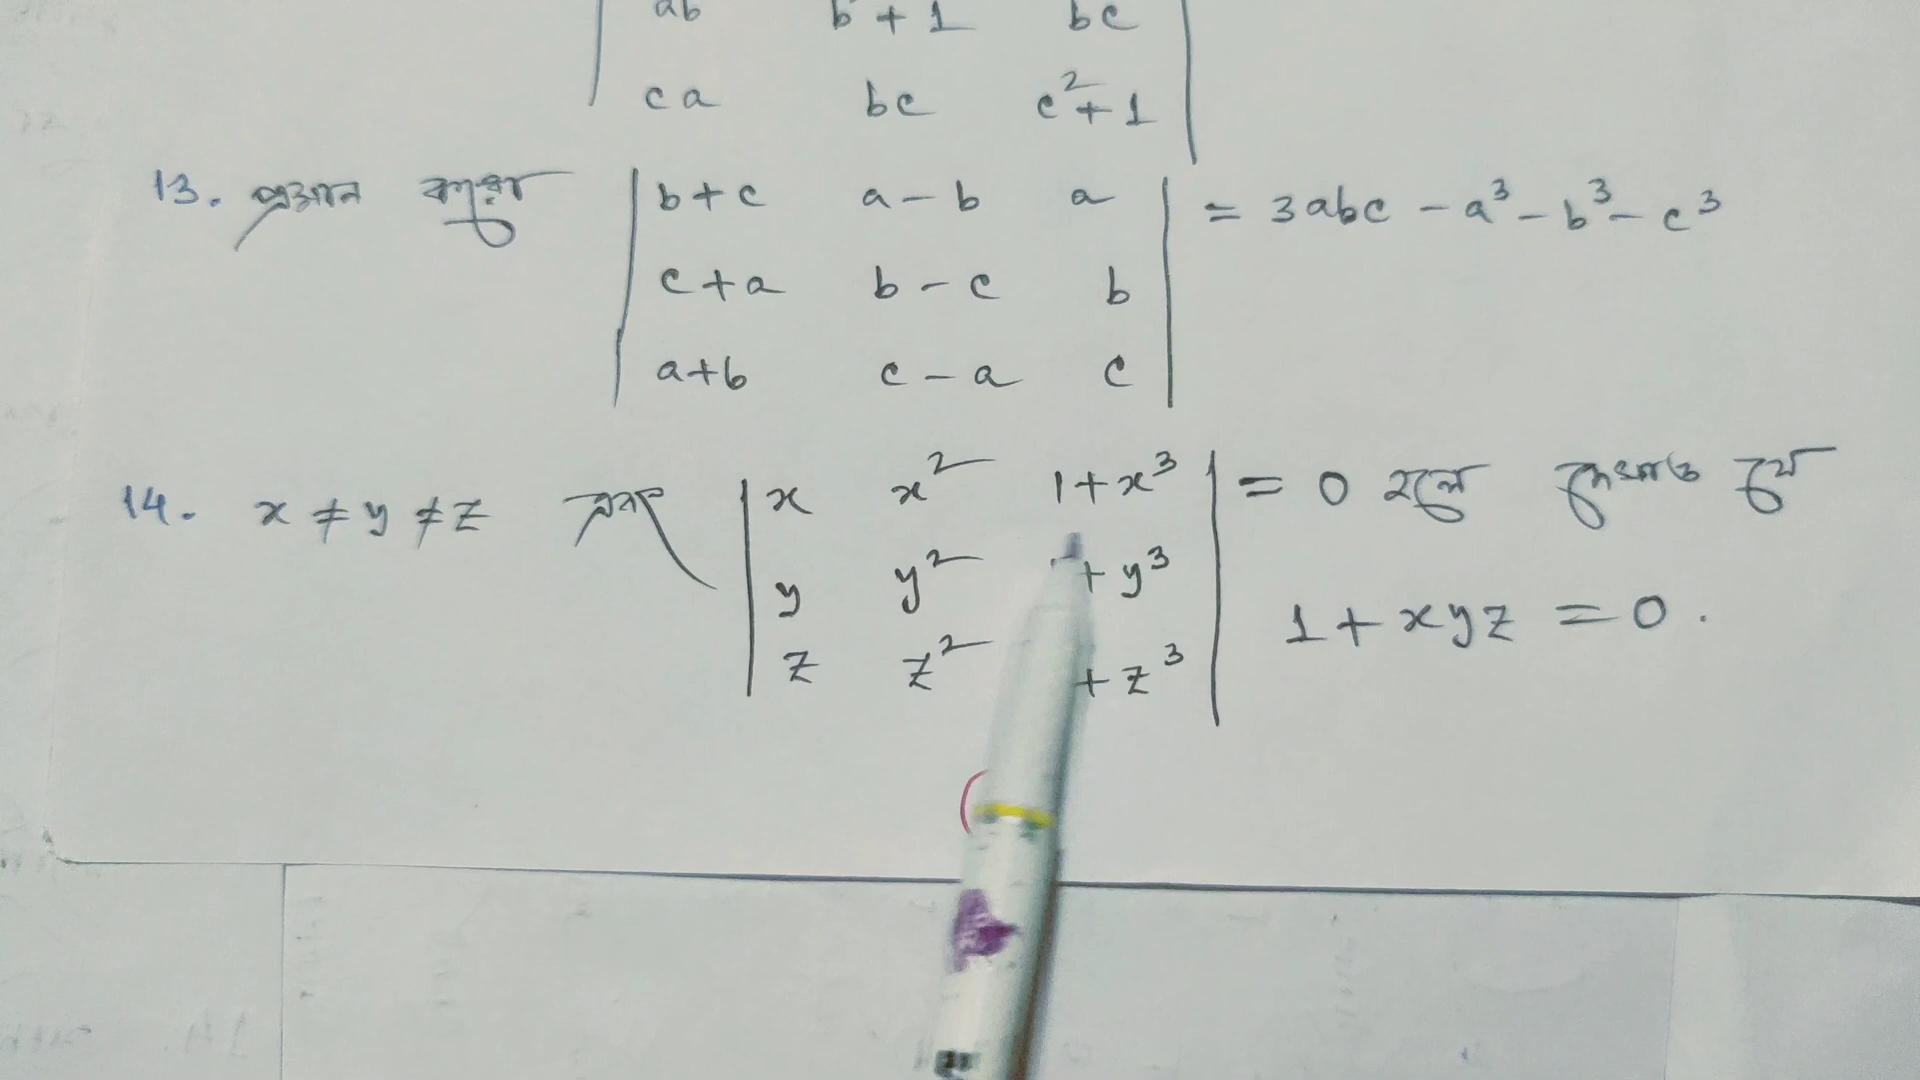 ab b + 1 bc
ca bc c²+1
13. প্রমান করুন | b+c a-b a | = 3abc - a³ - b³ - c³
c+a b-c b
a+b c-a c
14. x ≠ y ≠ z এবং | x x² 1+x³ | = 0 হলে দেখাও যে
y y² + y³
z z² + z³
1 + xyz = 0.